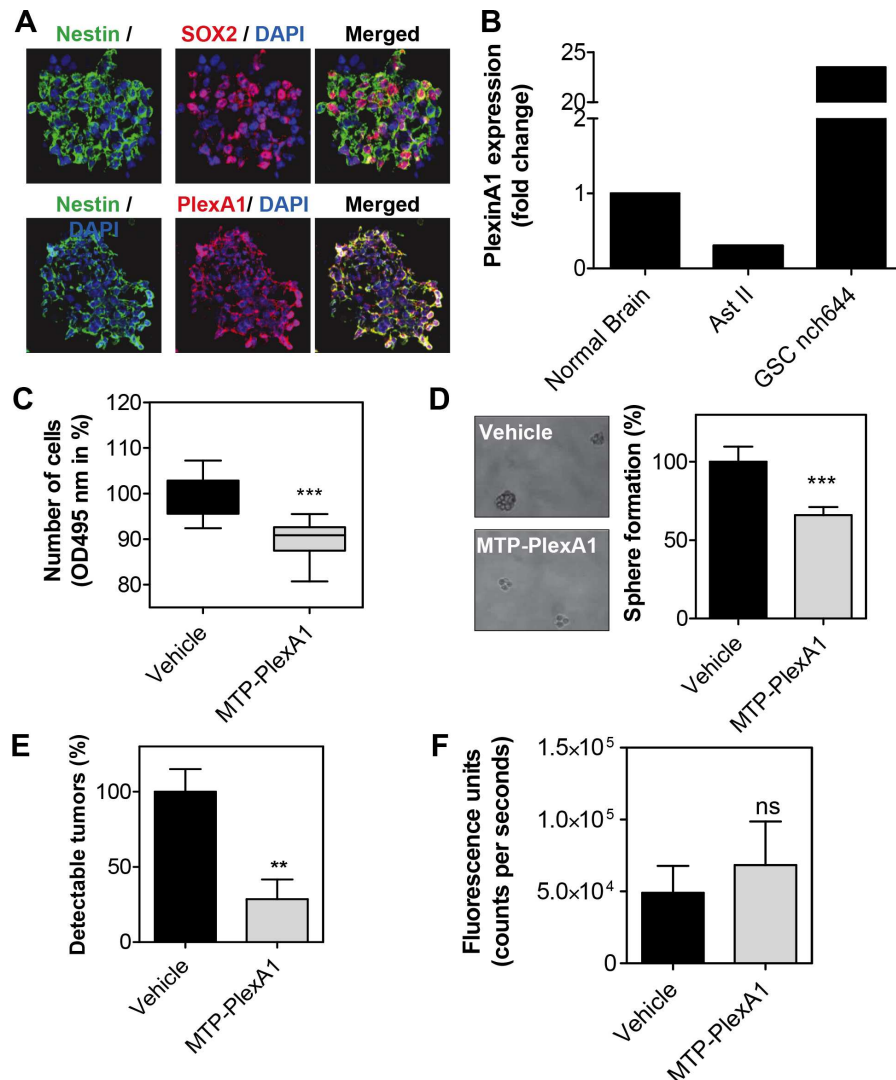 A
Nestin /
SOX2 / DAPI
Merged
Nestin /
DAPI
PlexA1/ DAPI
Merged
B
PlexinA1 expression
(fold change)
25
20
2
1
0
Normal Brain
Ast II
GSC nch644
C
Number of cells
(OD495 nm in %)
120
110
100
90
80
***
Vehicle
MTP-PlexA1
D
Vehicle
MTP-PlexA1
Sphere formation (%)
100
50
0
***
Vehicle
MTP-PlexA1
E
Detectable tumors (%)
100
50
0
**
Vehicle
MTP-PlexA1
F
Fluorescence units
(counts per seconds)
1.5×10⁵
1.0×10⁵
5.0×10⁴
0
ns
Vehicle
MTP-PlexA1